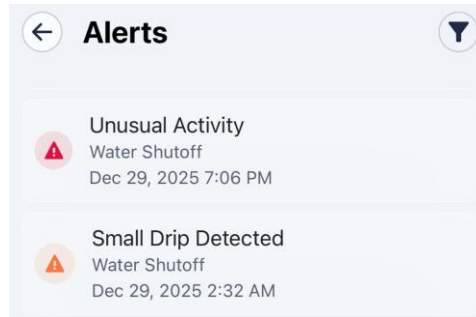 Alerts
Unusual Activity
Water Shutoff
Dec 29, 2025 7:06 PM
Small Drip Detected
Water Shutoff
Dec 29, 2025 2:32 AM